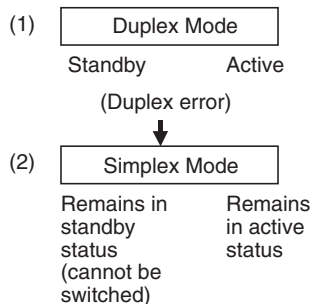 (1) Duplex Mode
Standby Active
(Duplex error)
(2) Simplex Mode
Remains in Remains
standby in active
status status
(cannot be
switched)